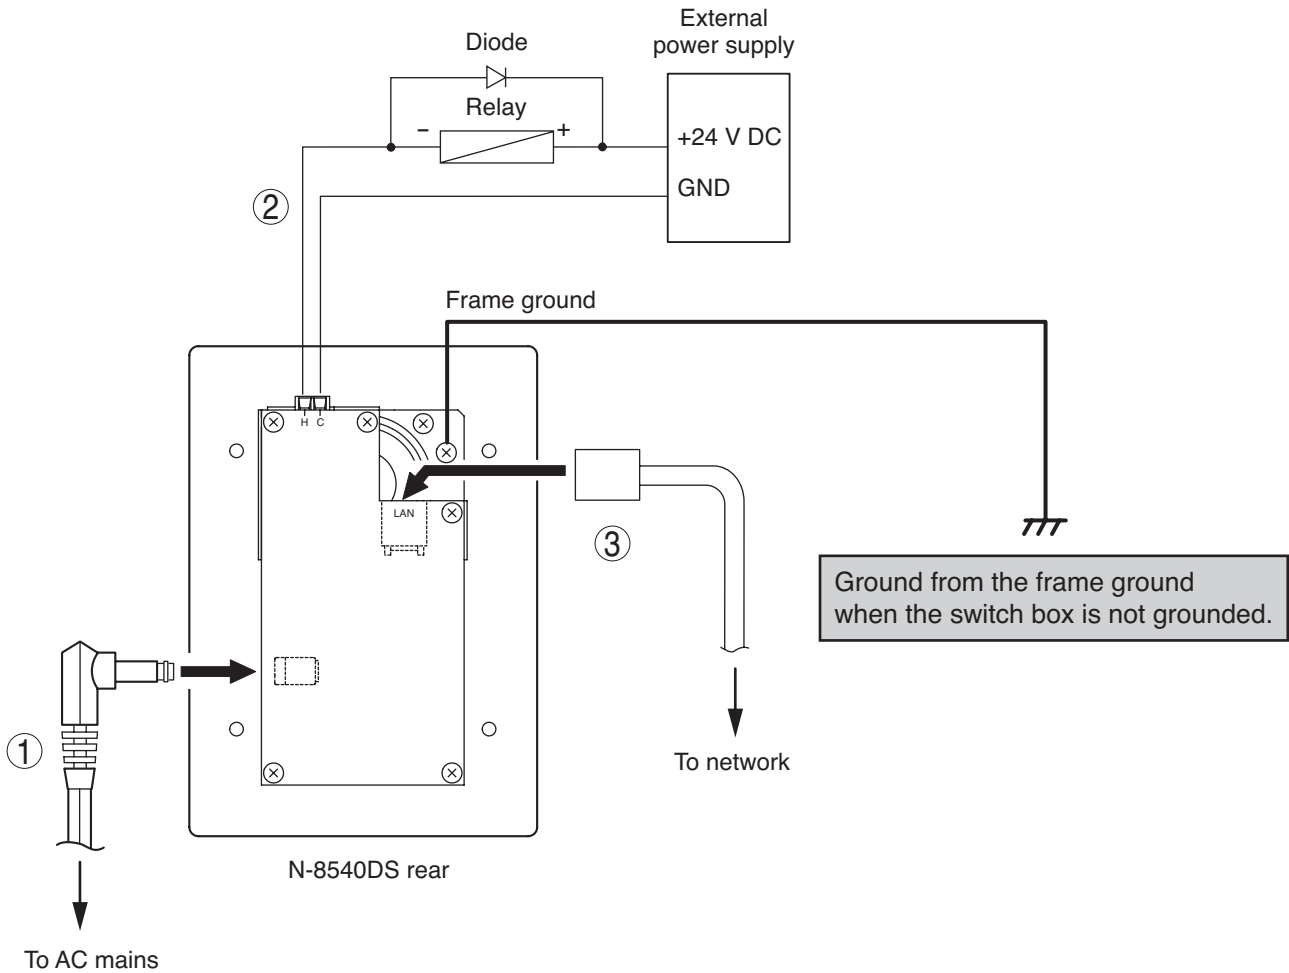 External
power supply
Diode
Relay
− +
+24 V DC
GND
②
Frame ground
H C
LAN
③
Ground from the frame ground
when the switch box is not grounded.
①
To network
N-8540DS rear
To AC mains